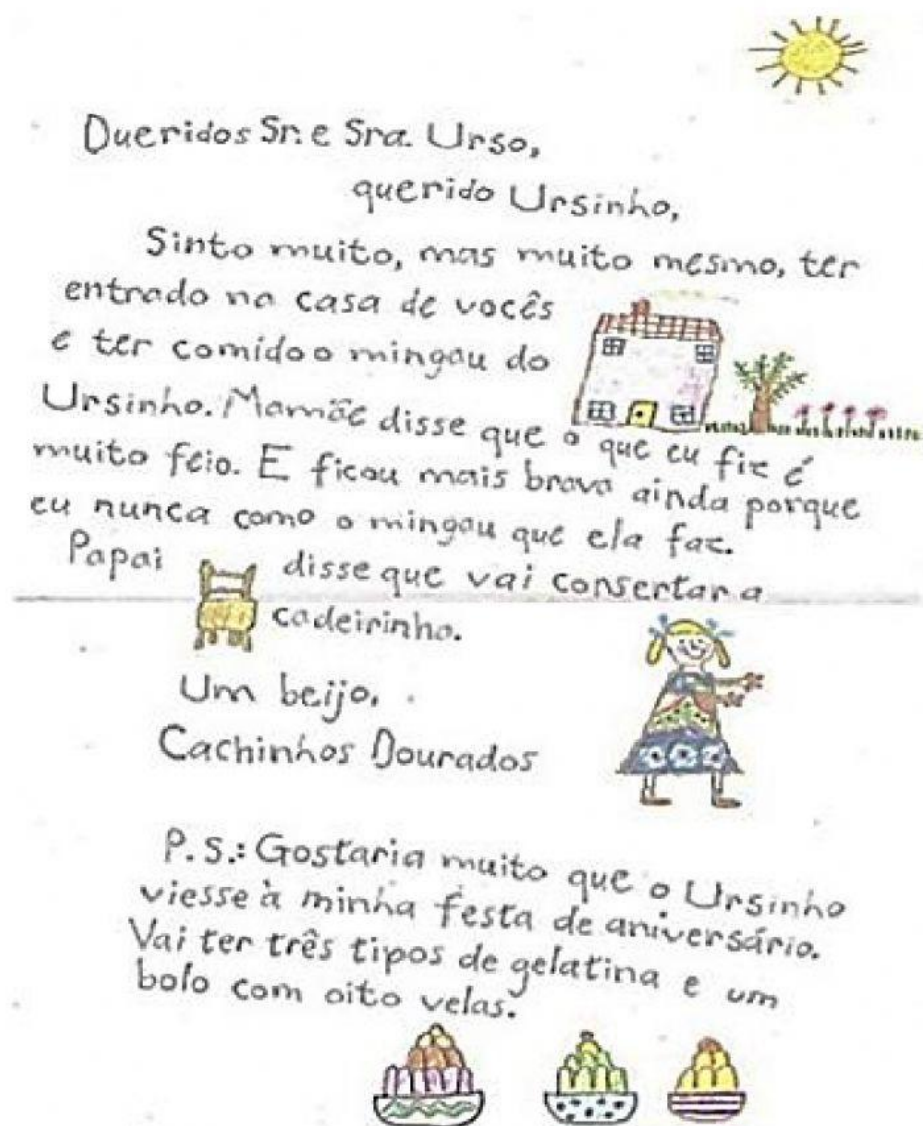 Queridos Sr. e Sra. Urso,
querido Ursinho,
Sinto muito, mas muito mesmo, ter
entrado na casa de vocês
e ter comido o mingau do
Ursinho. Mamãe disse que o que eu fiz é
muito feio. E ficou mais brava ainda porque
eu nunca como o mingau que ela faz.
Papai disse que vai consertar a
cadeirinha.
Um beijo,
Cachinhos Dourados
P.S.: Gostaria muito que o Ursinho
viesse à minha festa de aniversário.
Vai ter três tipos de gelatina e um
bolo com oito velas.